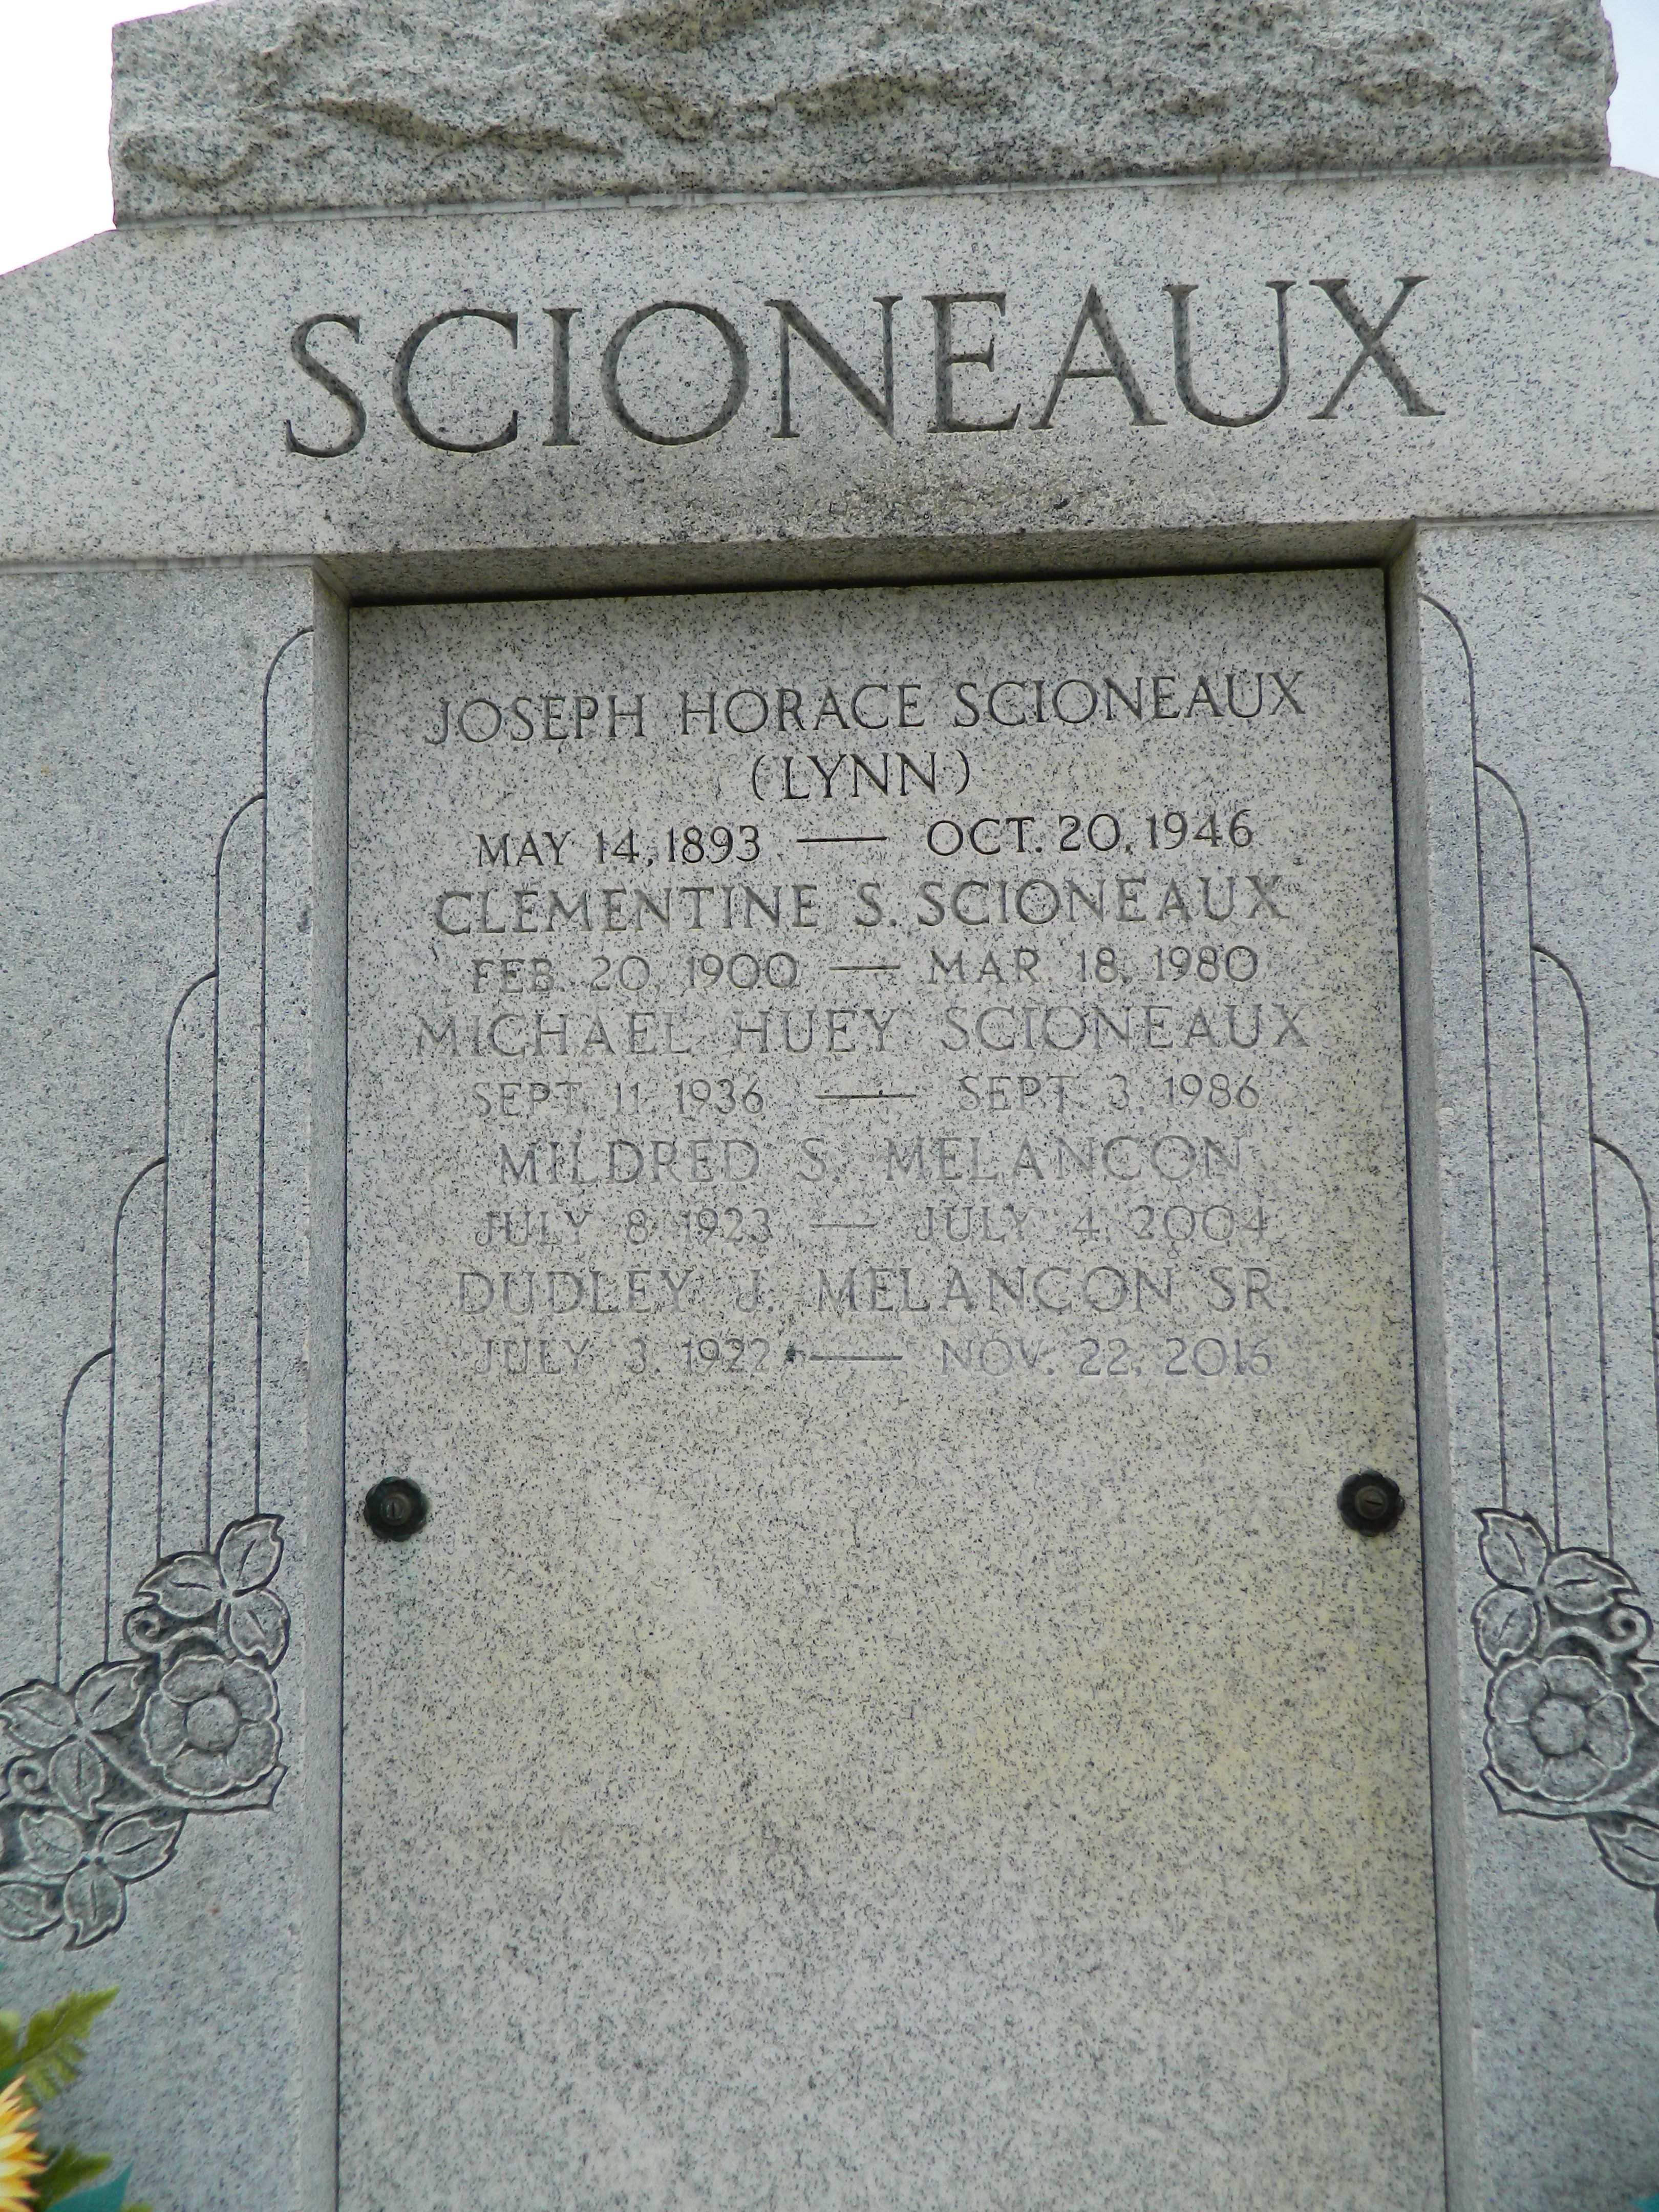 SCIONEAUX
JOSEPH HORACE SCIONEAUX
(LYNN)
MAY 14, 1893 — OCT. 20, 1946
CLEMENTINE S. SCIONEAUX
FEB. 20, 1900 — MAR. 18, 1980
MICHAEL HUEY SCIONEAUX
SEPT. 11, 1936 — SEPT. 3, 1986
MILDRED S. MELANCON
JULY 8, 1923 — JULY 4, 2004
DUDLEY J. MELANCON SR.
JULY 3, 1922 — NOV. 22, 2016